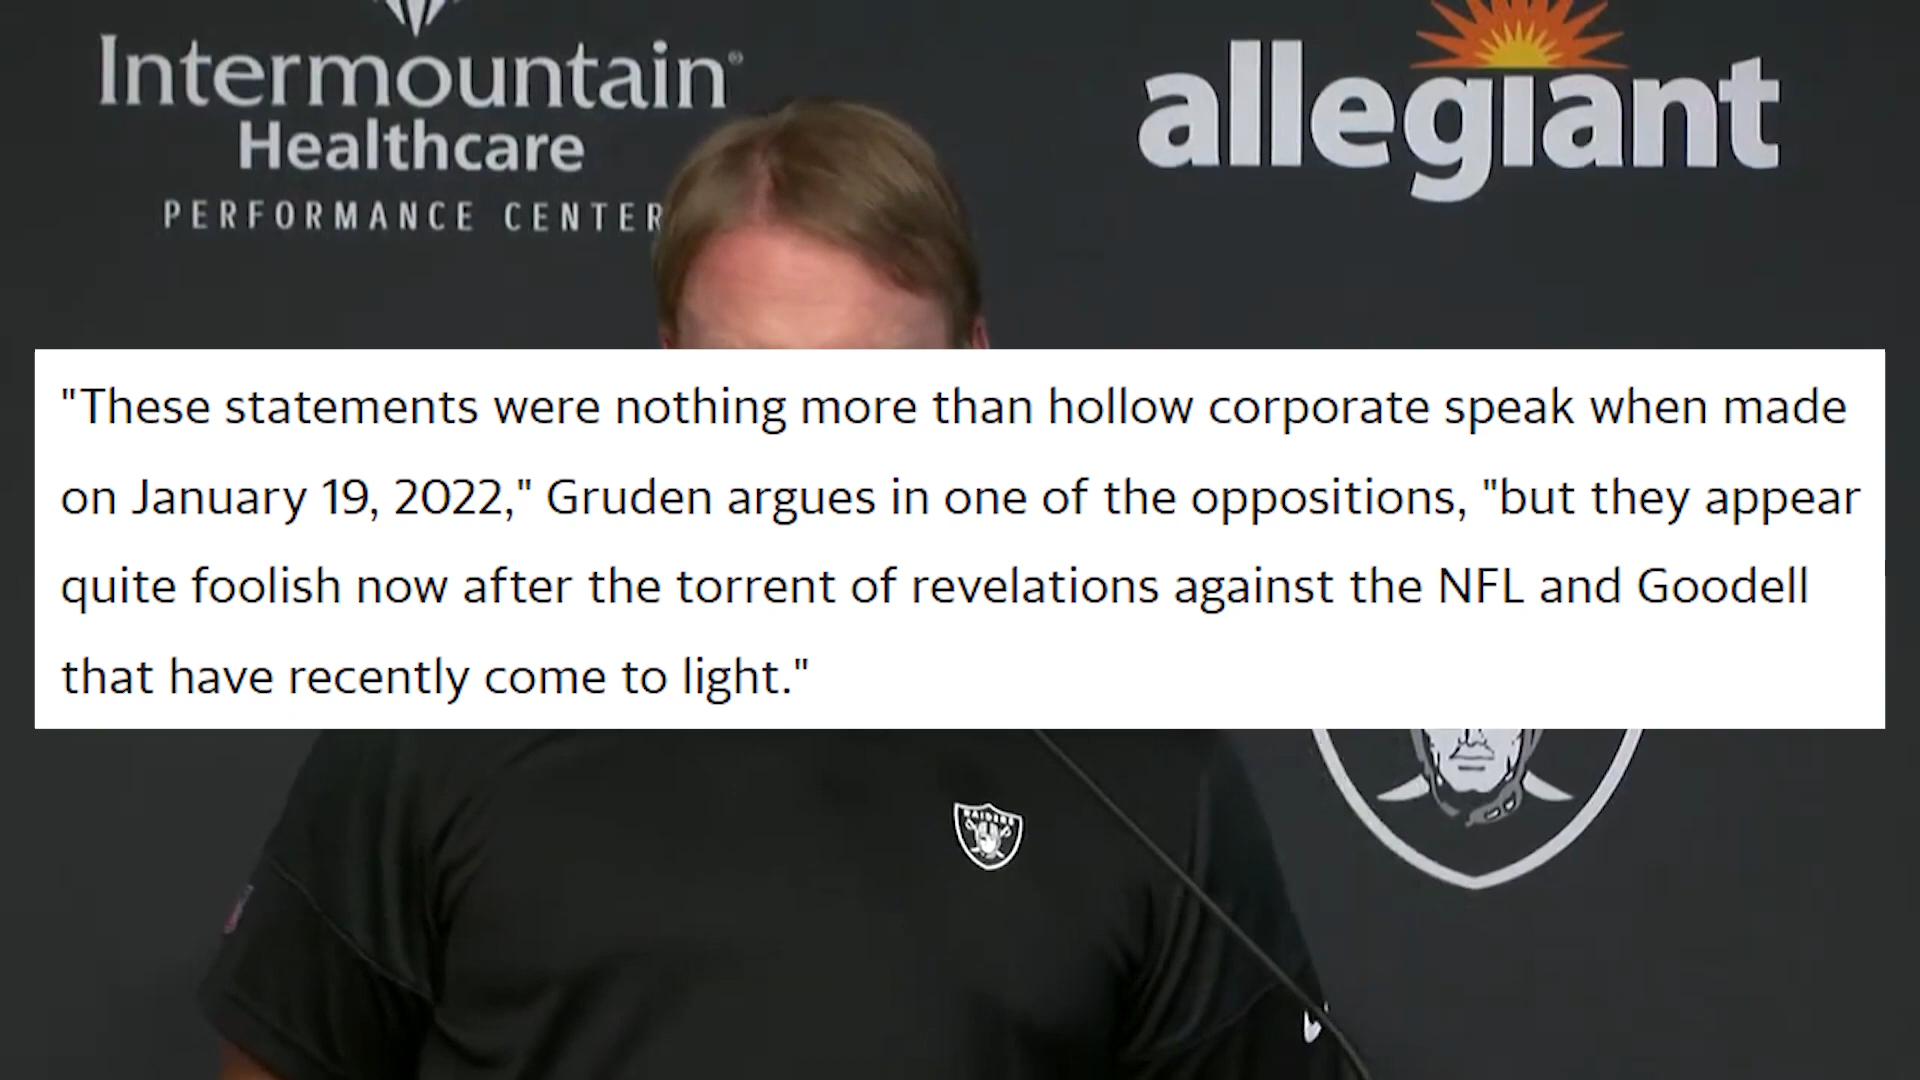 Intermountain®
Healthcare
PERFORMANCE CENTER
allegiant
"These statements were nothing more than hollow corporate speak when made
on January 19, 2022," Gruden argues in one of the oppositions, "but they appear
quite foolish now after the torrent of revelations against the NFL and Goodell
that have recently come to light."
RAIDERS